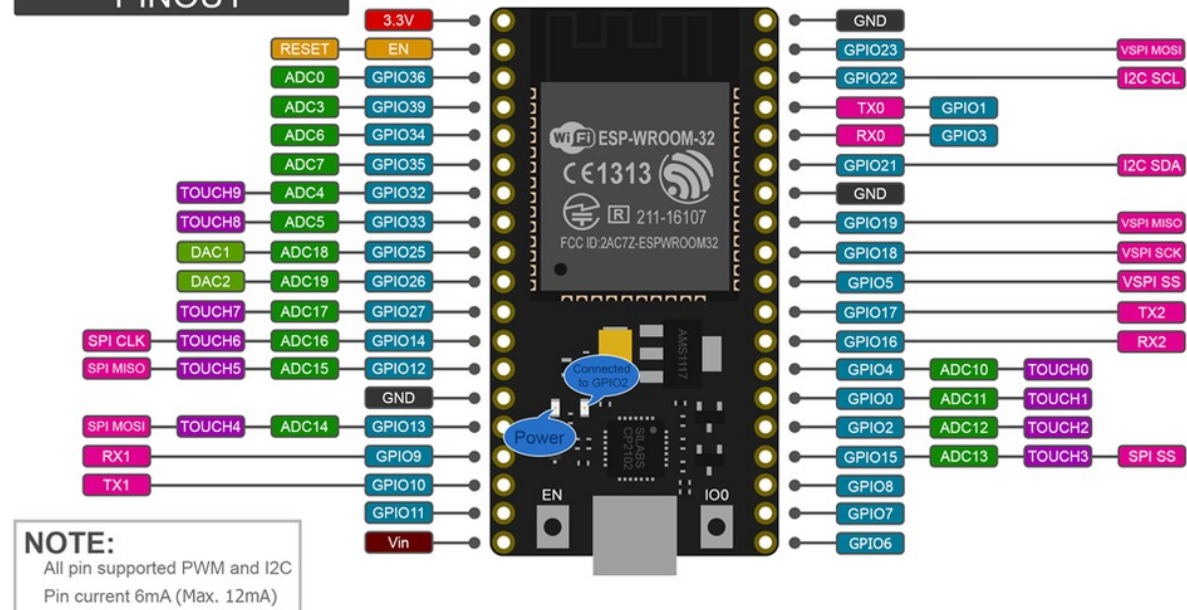 PINOUT
3.3V GND
RESET EN GPIO23 VSPI MOSI
ADC0 GPIO36 GPIO22 I2C SCL
ADC3 GPIO39 TX0 GPIO1
ADC6 GPIO34 RX0 GPIO3
ADC7 GPIO35 GPIO21 I2C SDA
TOUCH9 ADC4 GPIO32 GND
TOUCH8 ADC5 GPIO33 GPIO19 VSPI MISO
DAC1 ADC18 GPIO25 GPIO18 VSPI SCK
DAC2 ADC19 GPIO26 GPIO5 VSPI SS
TOUCH7 ADC17 GPIO27 GPIO17 TX2
SPI CLK TOUCH6 ADC16 GPIO14 GPIO16 RX2
SPI MISO TOUCH5 ADC15 GPIO12 GPIO4 ADC10 TOUCH0
GND GPIO0 ADC11 TOUCH1
SPI MOSI TOUCH4 ADC14 GPIO13 GPIO2 ADC12 TOUCH2
RX1 GPIO9 GPIO15 ADC13 TOUCH3 SPI SS
TX1 GPIO10 GPIO8
GPIO11 GPIO7
Vin GPIO6
WiFi ESP-WROOM-32
CE1313
R 211-16107
FCC ID:2AC7Z-ESPWROOM32
AMS1117
Connected
to GPIO2
Power
SILABS
CP2102
EN IO0
NOTE:
All pin supported PWM and I2C
Pin current 6mA (Max. 12mA)